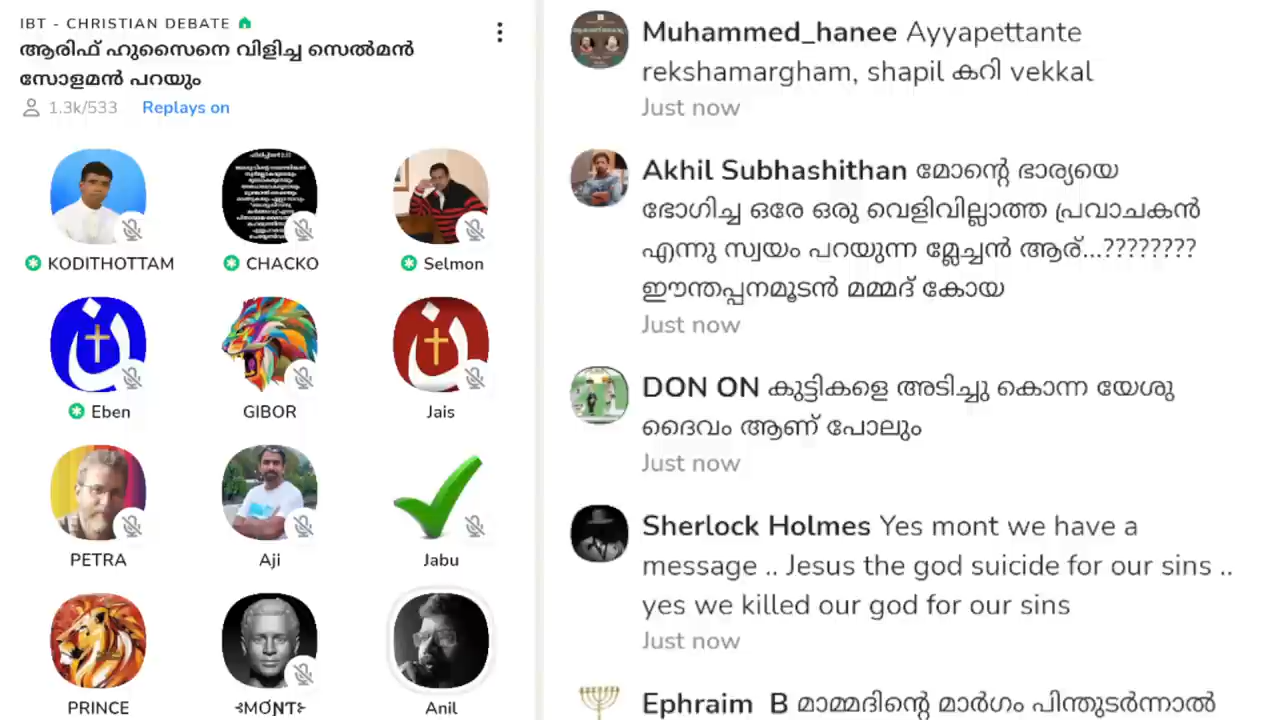 IBT - CHRISTIAN DEBATE
ആരിഫ് ഹുസൈനെ വിളിച്ച സെൽമൻ
സോളമൻ പറയും
1.3k/533 Replays on
KODITHOTTAM CHACKO Selmon
Eben GIBOR Jais
PETRA Aji Jabu
PRINCE ⊰MƠŃT⊱ Anil
Muhammed_hanee Ayyapettante
rekshamargham, shapil കറി vekkal
Just now
Akhil Subhashithan മോന്റെ ഭാര്യയെ
ഭോഗിച്ച ഒരേ ഒരു വെളിവില്ലാത്ത പ്രവാചകൻ
എന്നു സ്വയം പറയുന്ന മ്ലേച്ചൻ ആര്...????????
ഈന്തപ്പനമൂടൻ മമ്മദ് കോയ
Just now
DON ON കുട്ടികളെ അടിച്ചു കൊന്ന യേശു
ദൈവം ആണ് പോലും
Just now
Sherlock Holmes Yes mont we have a
message .. Jesus the god suicide for our sins ..
yes we killed our god for our sins
Just now
Ephraim B മാമ്മദിന്റെ മാർഗം പിന്തുടർന്നാൽ